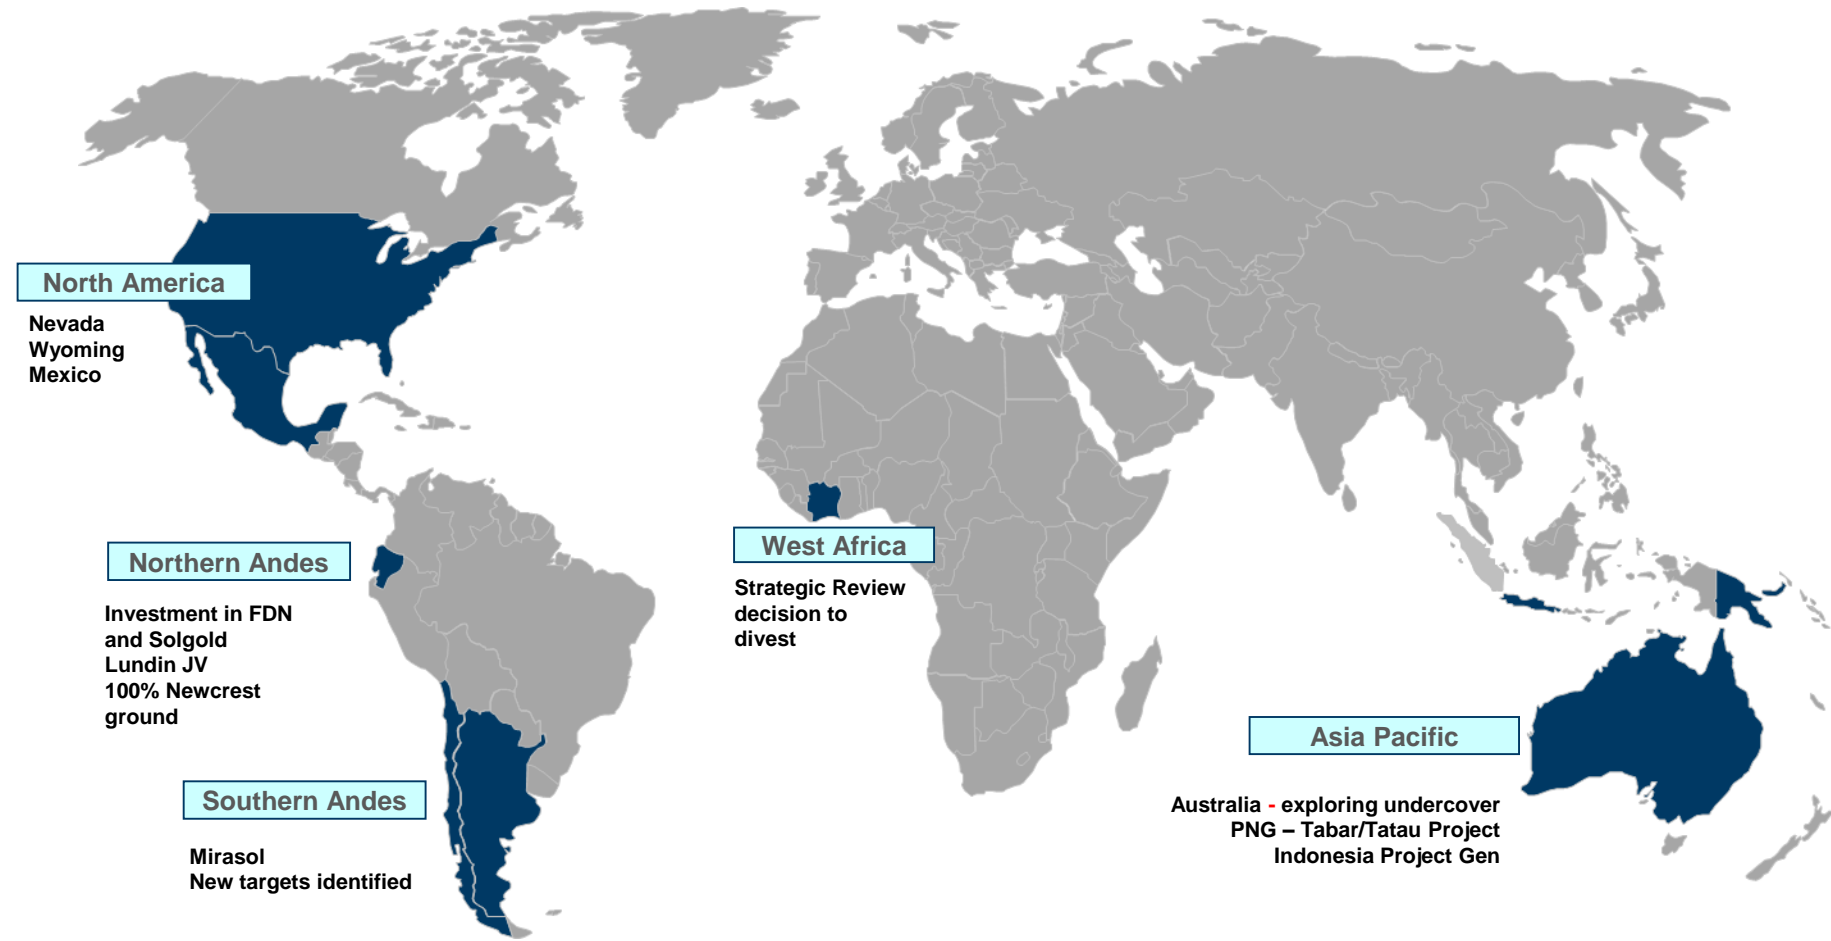 North America
Nevada
Wyoming
Mexico
Northern Andes
Investment in FDN
and Solgold
Lundin JV
100% Newcrest
ground
Southern Andes
Mirasol
New targets identified
West Africa
Strategic Review
decision to
divest
Asia Pacific
Australia - exploring undercover
PNG – Tabar/Tatau Project
Indonesia Project Gen